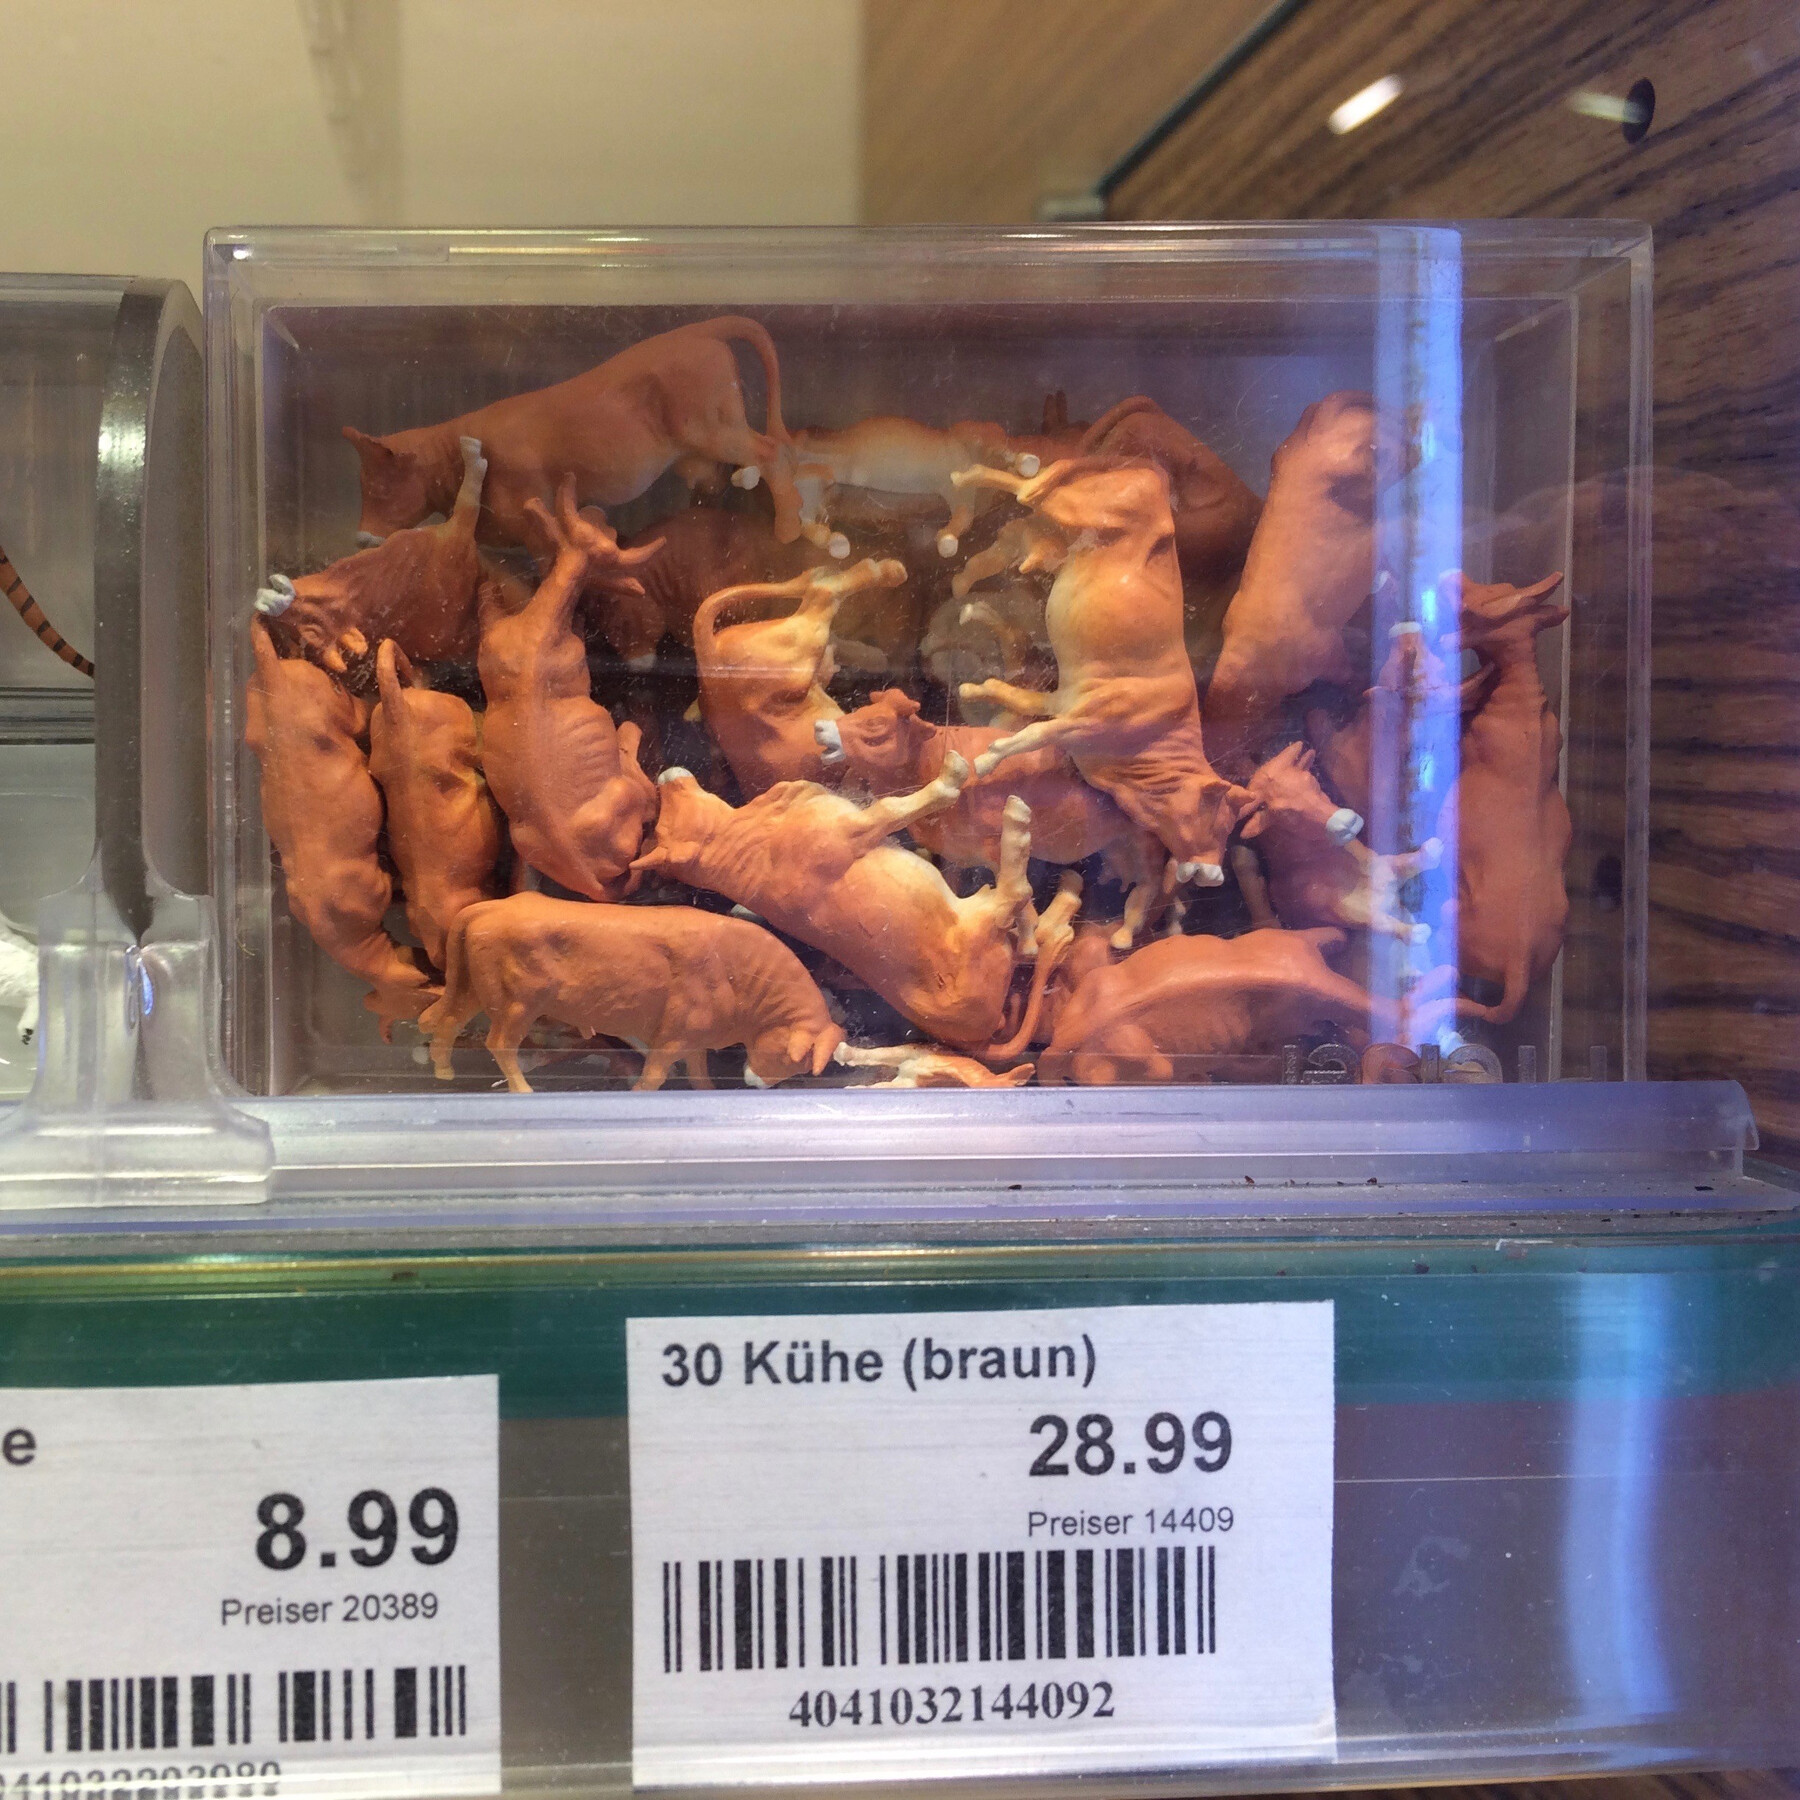 30 Kühe (braun)
28.99
Preiser 14409
4041032144092
e
8.99
Preiser 20389